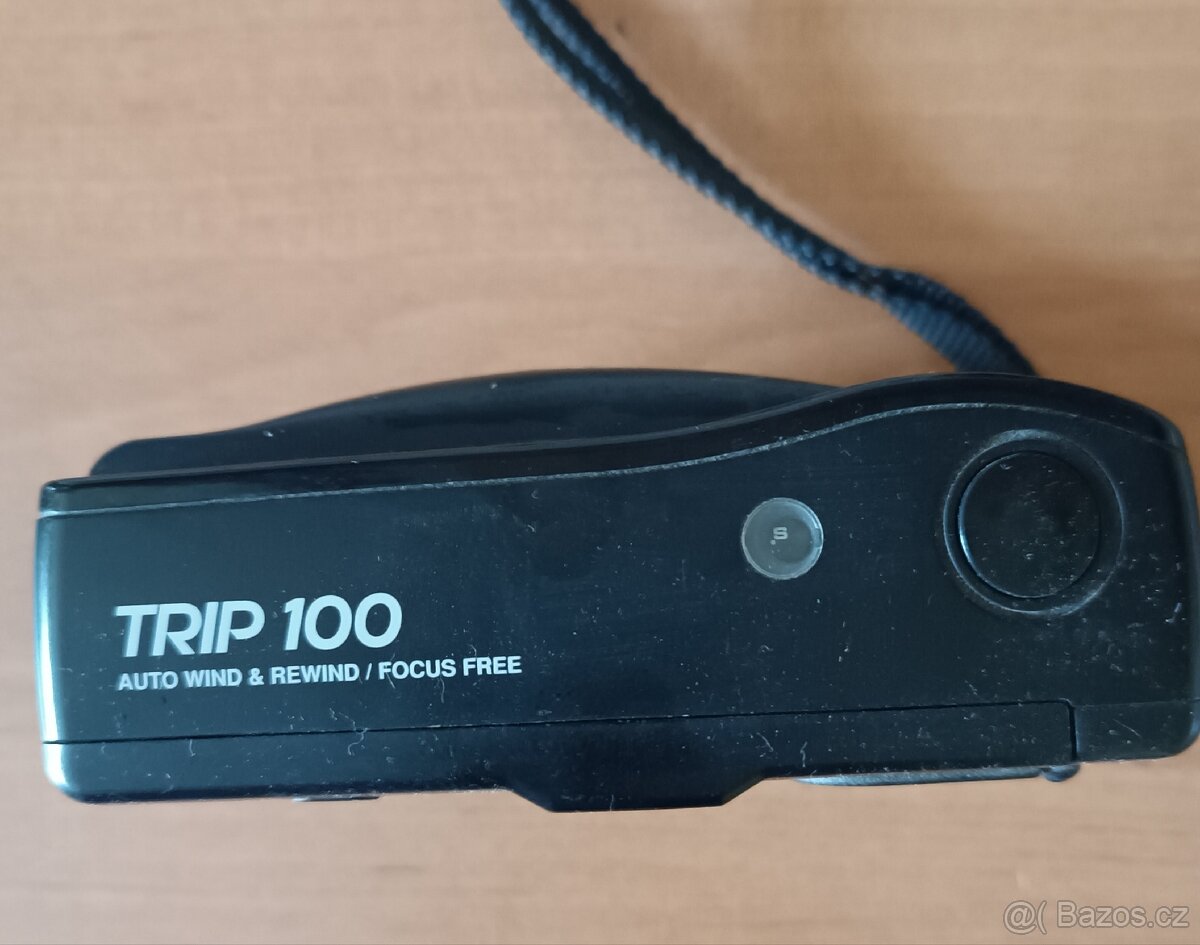 S.
TRIP 100
AUTO WIND & REWIND / FOCUS FREE
@( Bazos.cz